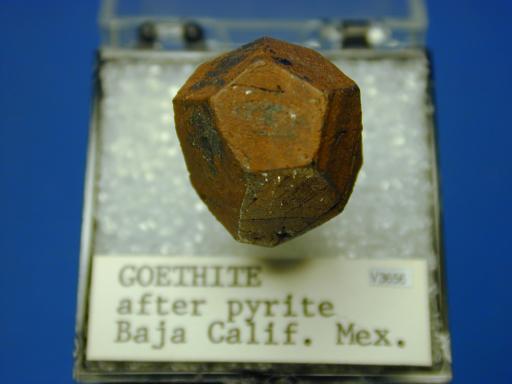 GOETHITE
V3656
after pyrite
Baja Calif. Mex.